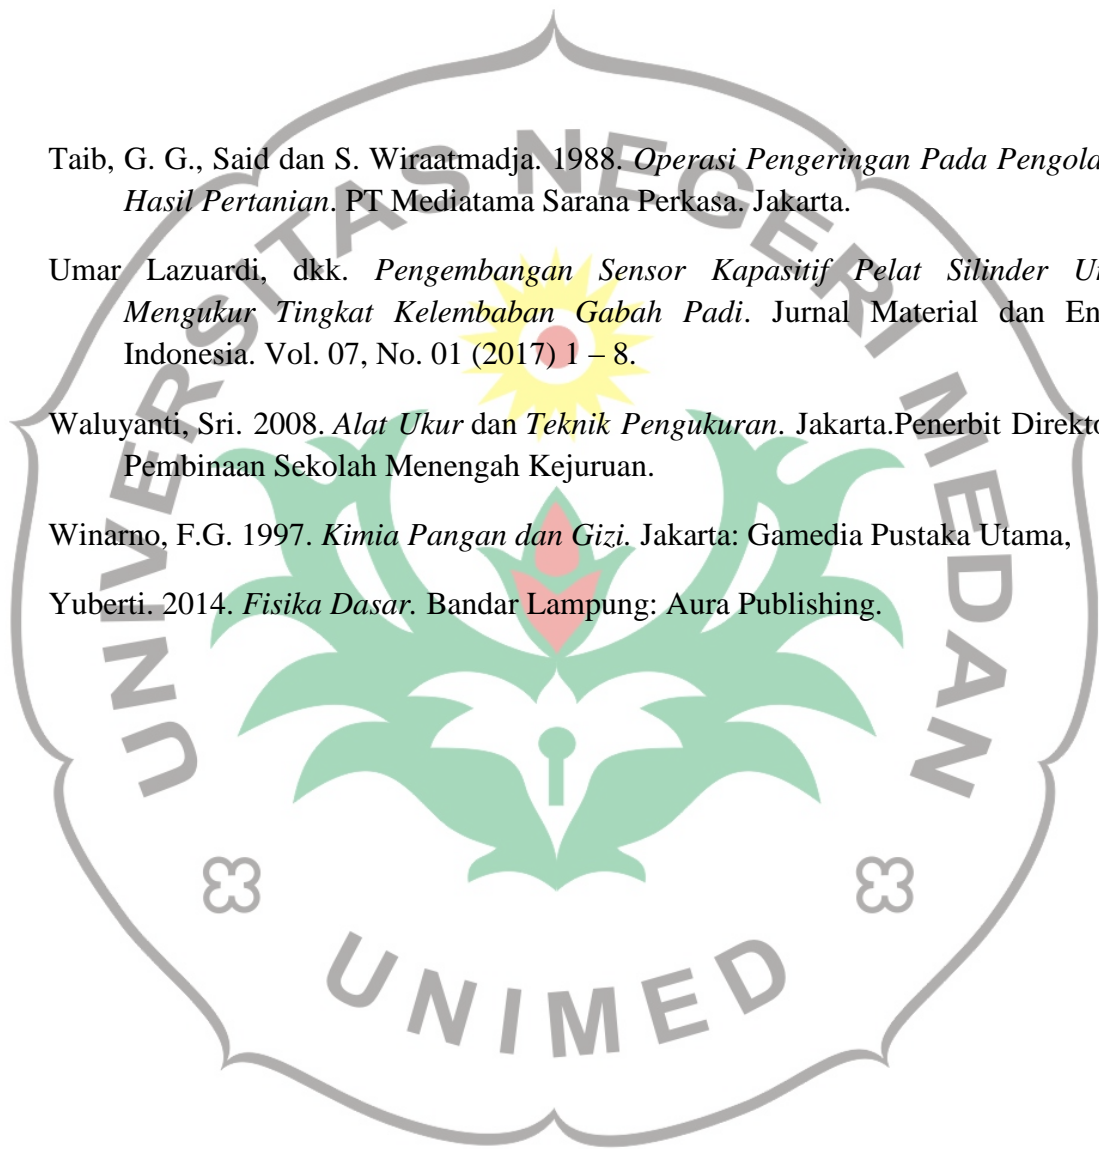 Taib, G. G., Said dan S. Wiraatmadja. 1988. Operasi Pengeringan Pada Pengola
Hasil Pertanian. PT Mediatama Sarana Perkasa. Jakarta.
Umar Lazuardi, dkk. Pengembangan Sensor Kapasitif Pelat Silinder Un
Mengukur Tingkat Kelembaban Gabah Padi. Jurnal Material dan En
Indonesia. Vol. 07, No. 01 (2017) 1 – 8.
Waluyanti, Sri. 2008. Alat Ukur dan Teknik Pengukuran. Jakarta.Penerbit Direkto
Pembinaan Sekolah Menengah Kejuruan.
Winarno, F.G. 1997. Kimia Pangan dan Gizi. Jakarta: Gamedia Pustaka Utama,
Yuberti. 2014. Fisika Dasar. Bandar Lampung: Aura Publishing.
UNIVERSITAS NEGERI MEDAN
UNIMED